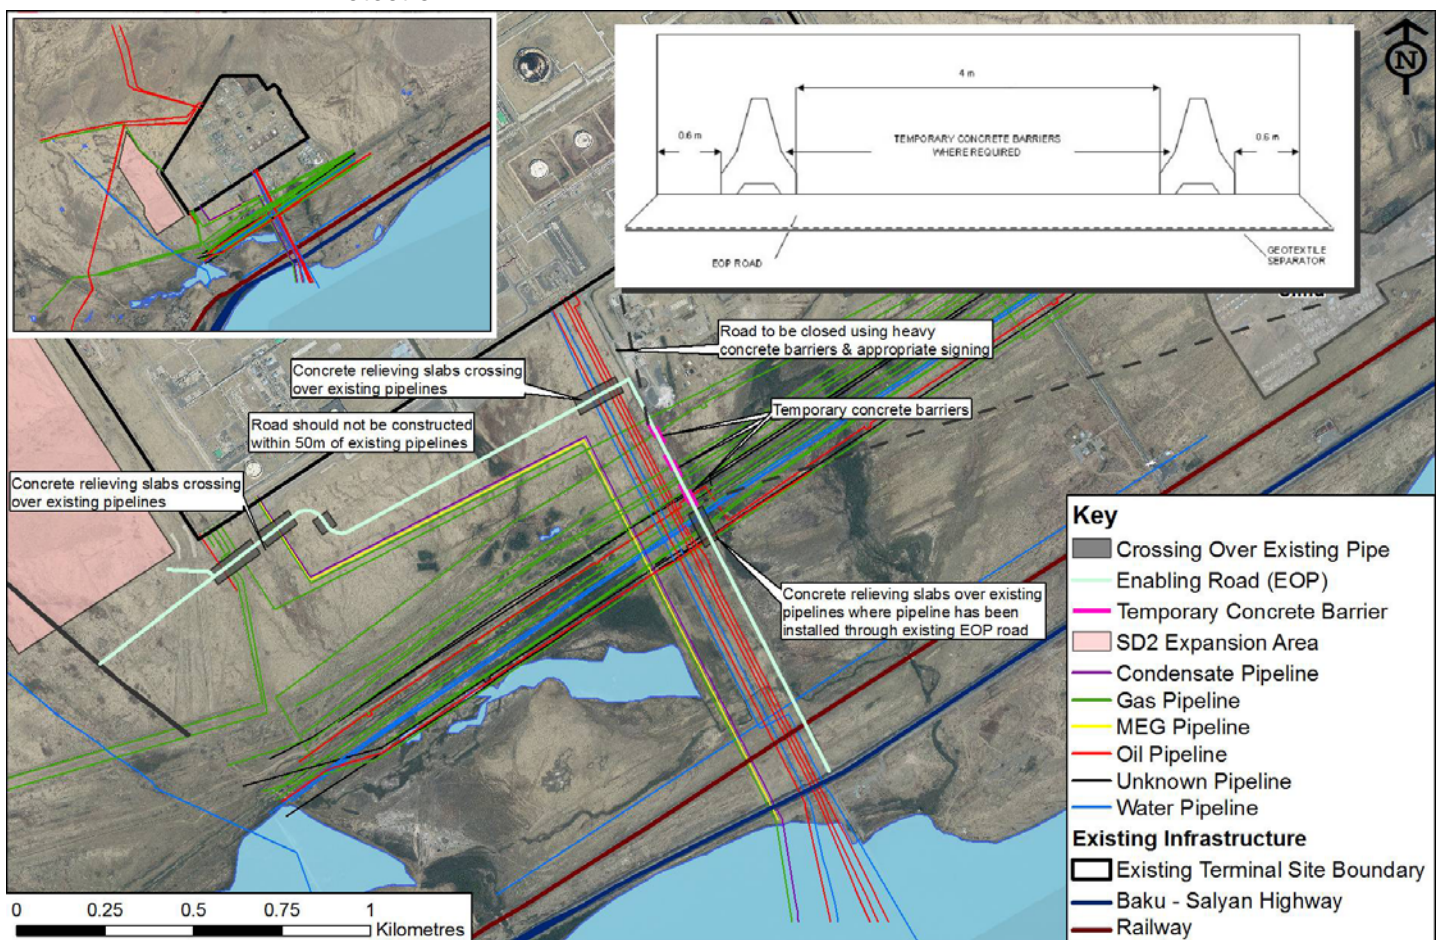 N
4 m
0.6 m
0.6 m
TEMPORARY CONCRETE BARRIERS
WHERE REQUIRED
EOP ROAD
GEOTEXTILE
SEPARATOR
Road to be closed using heavy
concrete barriers & appropriate signing
Concrete relieving slabs crossing
over existing pipelines
Temporary concrete barriers
Road should not be constructed
within 50m of existing pipelines
Concrete relieving slabs crossing
over existing pipelines
Concrete relieving slabs over existing
pipelines where pipeline has been
installed through existing EOP road
Key
Crossing Over Existing Pipe
Enabling Road (EOP)
Temporary Concrete Barrier
SD2 Expansion Area
Condensate Pipeline
Gas Pipeline
MEG Pipeline
Oil Pipeline
Unknown Pipeline
Water Pipeline
Existing Infrastructure
Existing Terminal Site Boundary
Baku - Salyan Highway
Railway
0 0.25 0.5 0.75 1
Kilometres